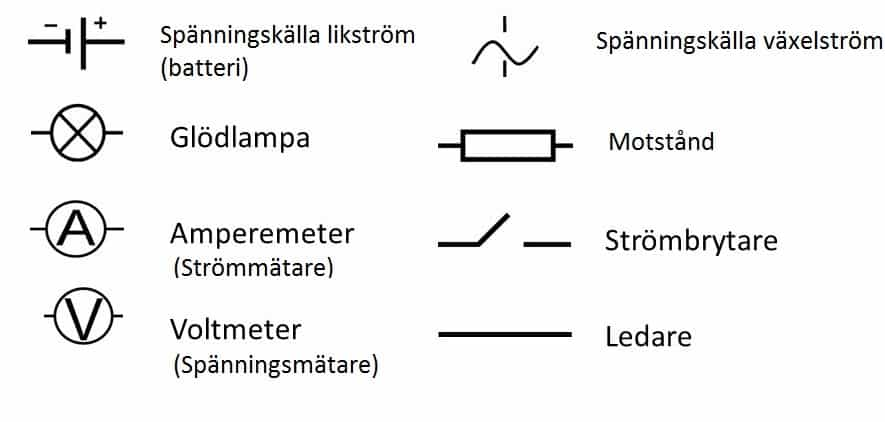 - +
Spänningskälla likström
(batteri)
Spänningskälla växelström
Glödlampa
Motstånd
A
Amperemeter
(Strömmätare)
Strömbrytare
V
Voltmeter
(Spänningsmätare)
Ledare